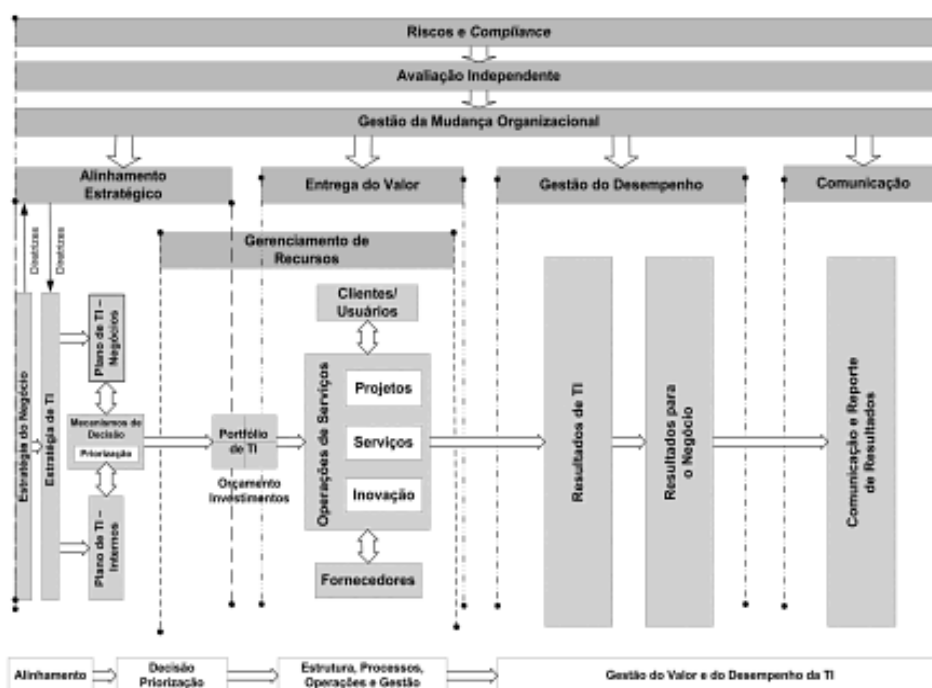 Riscos e Compliance
Avaliação Independente
Gestão da Mudança Organizacional
Alinhamento
Estratégico
Entrega do Valor
Gestão do Desempenho
Comunicação
Gerenciamento de
Recursos
Diretrizes
Diretrizes
Estratégia do Negócio
Estratégia de TI
Plano de TI –
Negócios
Mecanismos de
Decisão
Priorização
Plano de TI –
Internos
Portfólio
de TI
Orçamento
Investimentos
Clientes/
Usuários
Operações de Serviços
Projetos
Serviços
Inovação
Fornecedores
Resultados de TI
Resultados para
o Negócio
Comunicação e Reporte
de Resultados
Alinhamento
Decisão
Priorização
Estrutura, Processos,
Operações e Gestão
Gestão do Valor e do Desempenho da TI